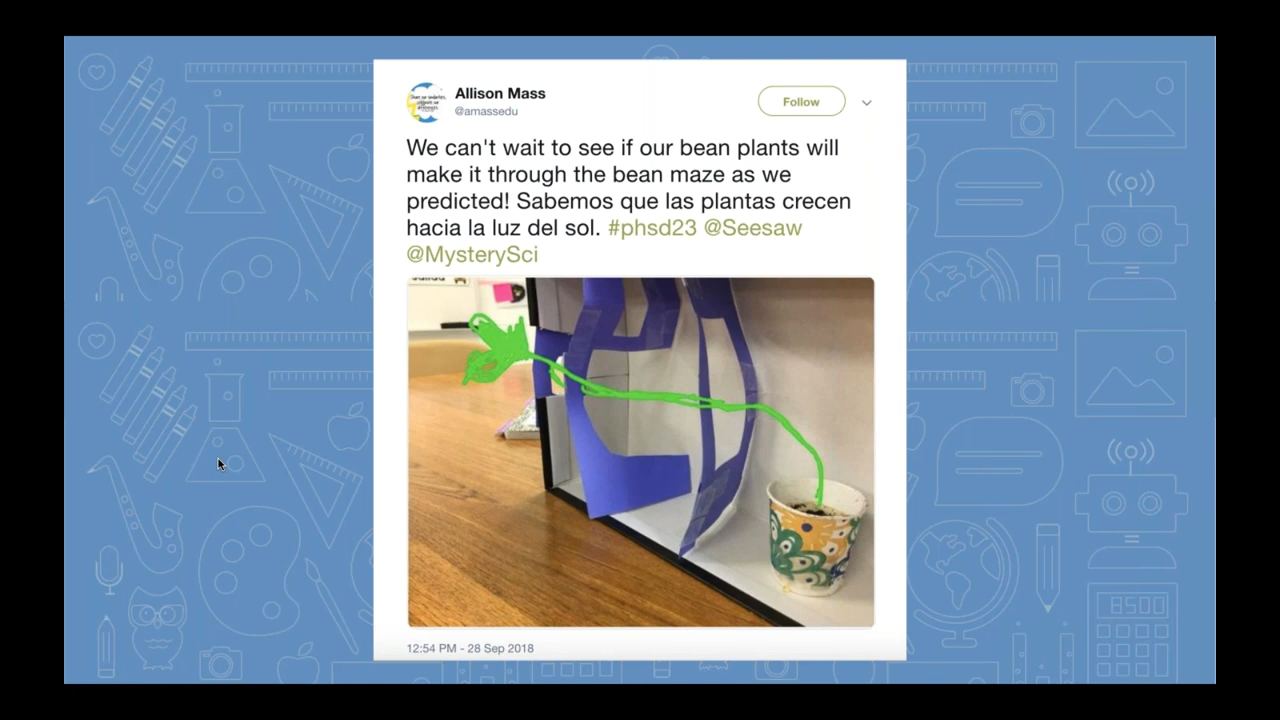 Allison Mass
@amassedu
Follow
We can't wait to see if our bean plants will
make it through the bean maze as we
predicted! Sabemos que las plantas crecen
hacia la luz del sol. #phsd23 @Seesaw
@MysterySci
12:54 PM - 28 Sep 2018
8500